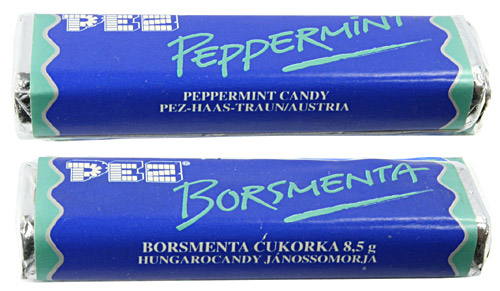 PEZ PEPPERMINT
PEPPERMINT CANDY
PEZ-HAAS-TRAUN/AUSTRIA
PEZ® BORSMENTA
BORSMENTA CUKORKA 8,5 g
HUNGAROCANDY JÁNOSSOMORJA